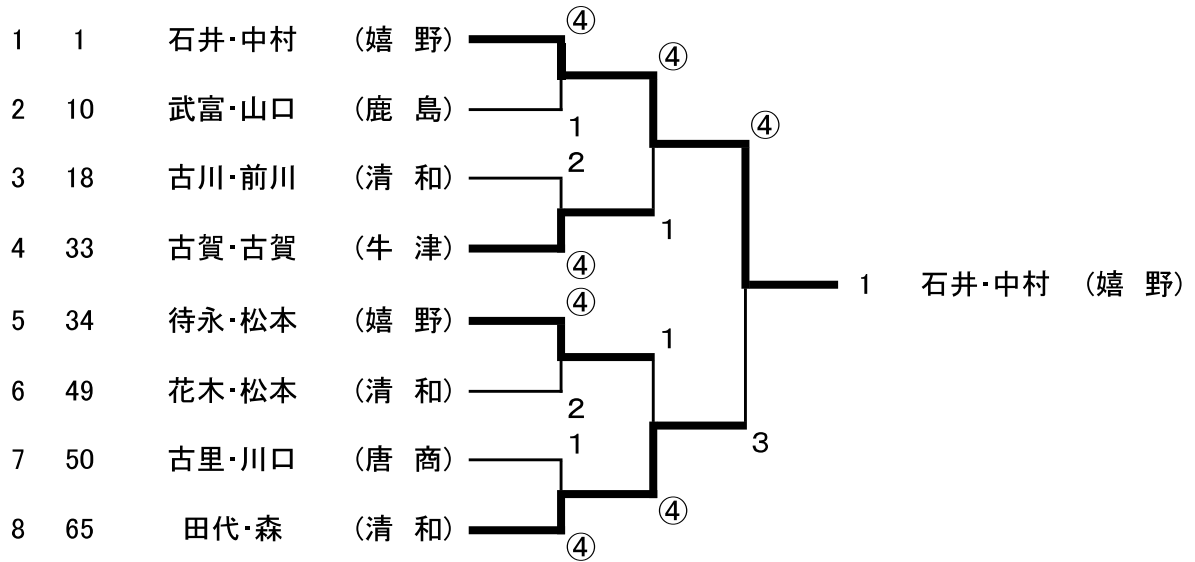 ④
1 1 石井・中村 (嬉 野)
④
2 10 武富・山口 (鹿 島)
1
④
2
3 18 古川・前川 (清 和)
1
4 33 古賀・古賀 (牛 津)
④
1 石井・中村 (嬉 野)
④
5 34 待永・松本 (嬉 野)
1
6 49 花木・松本 (清 和)
2
3
1
7 50 古里・川口 (唐 商)
④
8 65 田代・森 (清 和)
④